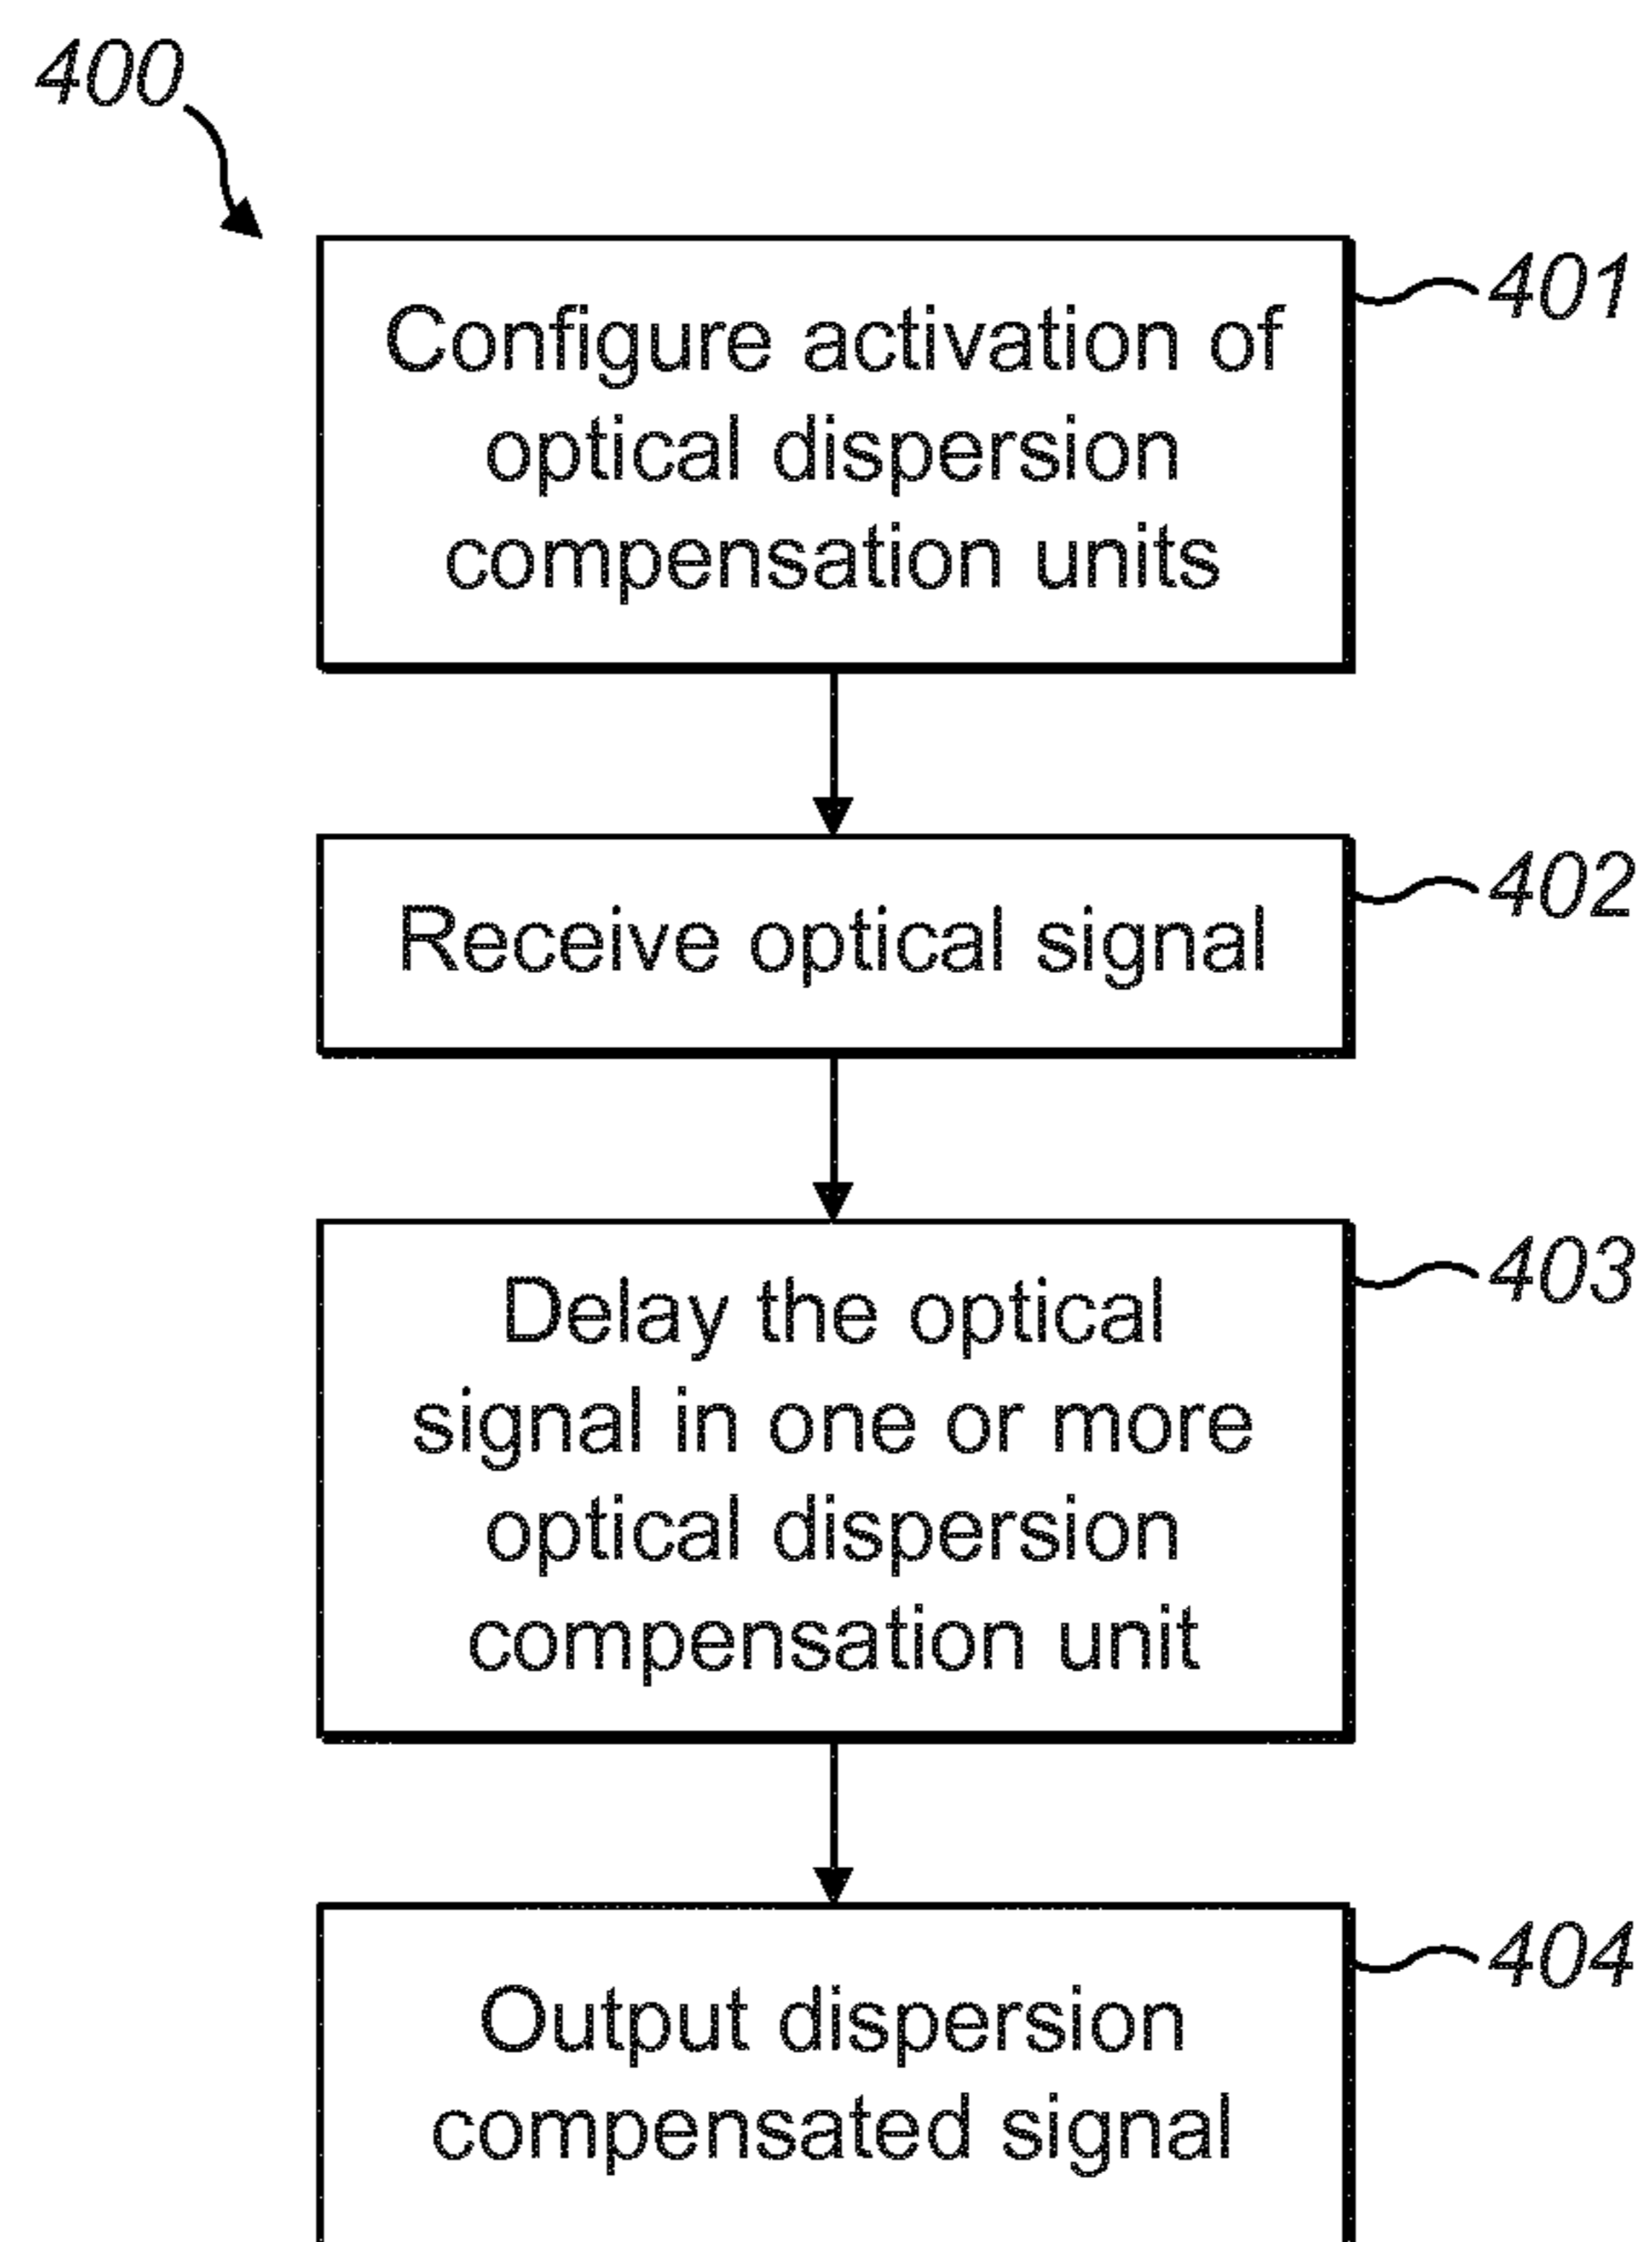 400
Configure activation of
optical dispersion
compensation units
401
Receive optical signal
402
Delay the optical
signal in one or more
optical dispersion
compensation unit
403
Output dispersion
compensated signal
404